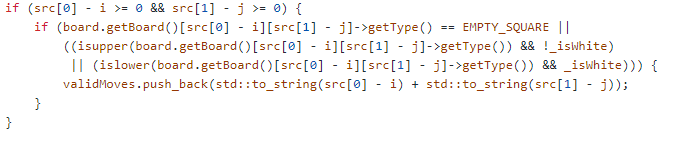 if (src[0] - i >= 0 && src[1] - j >= 0) {
if (board.getBoard()[src[0] - i][src[1] - j]->getType() == EMPTY_SQUARE ||
((isupper(board.getBoard()[src[0] - i][src[1] - j]->getType()) && !_isWhite)
|| (islower(board.getBoard()[src[0] - i][src[1] - j]->getType()) && _isWhite))) {
validMoves.push_back(std::to_string(src[0] - i) + std::to_string(src[1] - j));
}
}